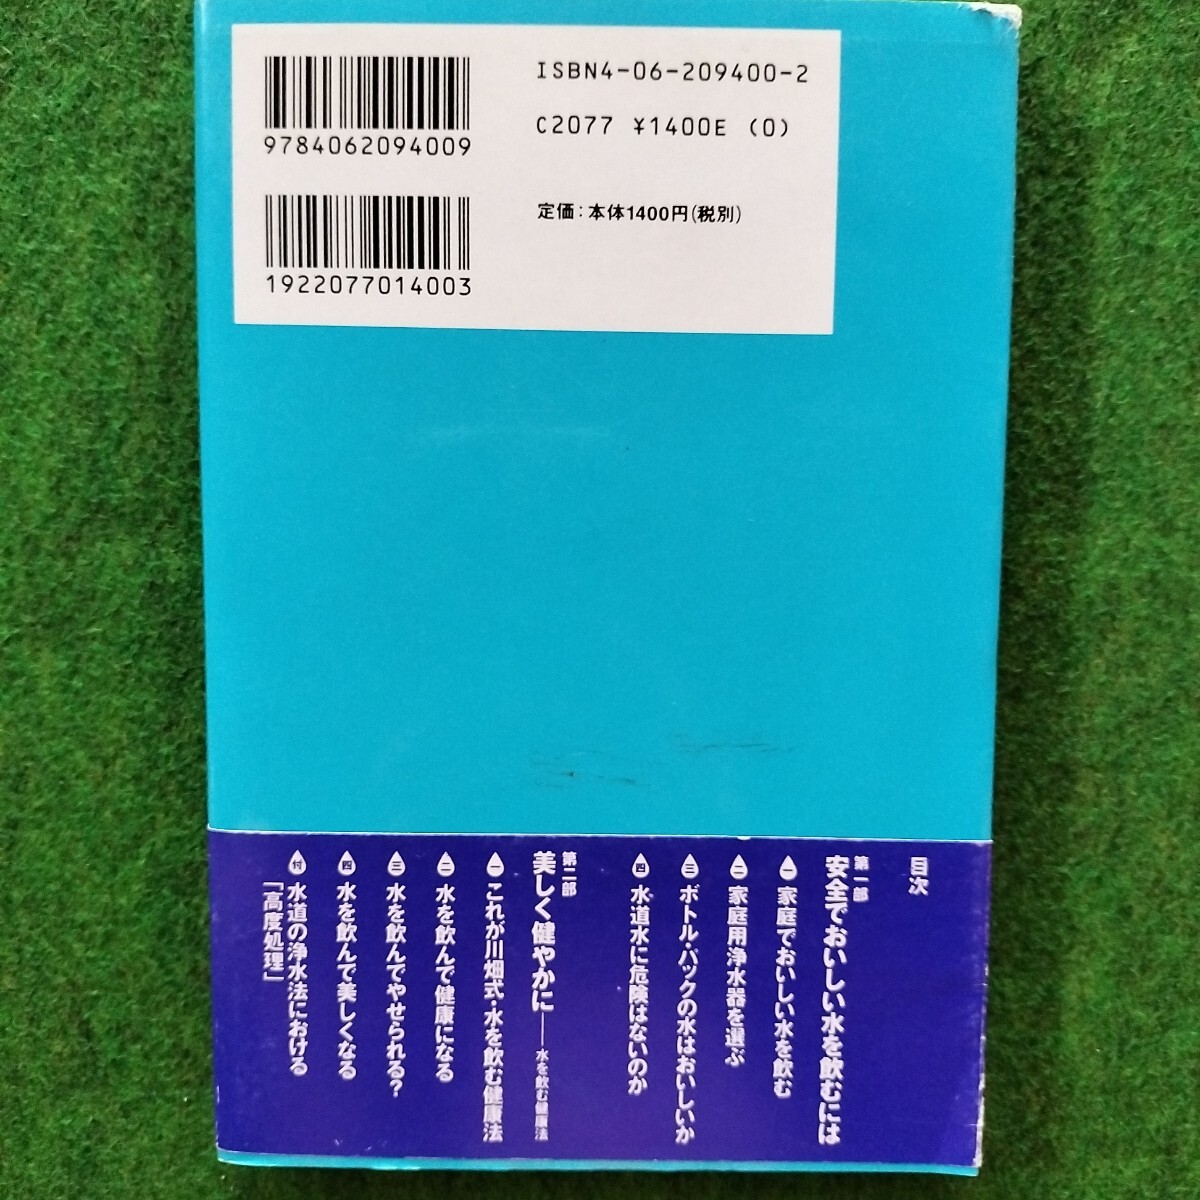 ISBN4-06-209400-2
C2077 ¥1400E (0)
9784062094009
定価：本体1400円(税別)
1922077014003
目次
第一部
安全でおいしい水を飲むには
一 家庭でおいしい水を飲む
二 家庭用浄水器を選ぶ
三 ボトル・パックの水はおいしいか
四 水道水に危険はないのか
第二部
美しく健やかに——水を飲む健康法
一 これが川畑式・水を飲む健康法
二 水を飲んで健康になる
三 水を飲んでやせられる？
四 水を飲んで美しくなる
付 水道の浄水法における
「高度処理」